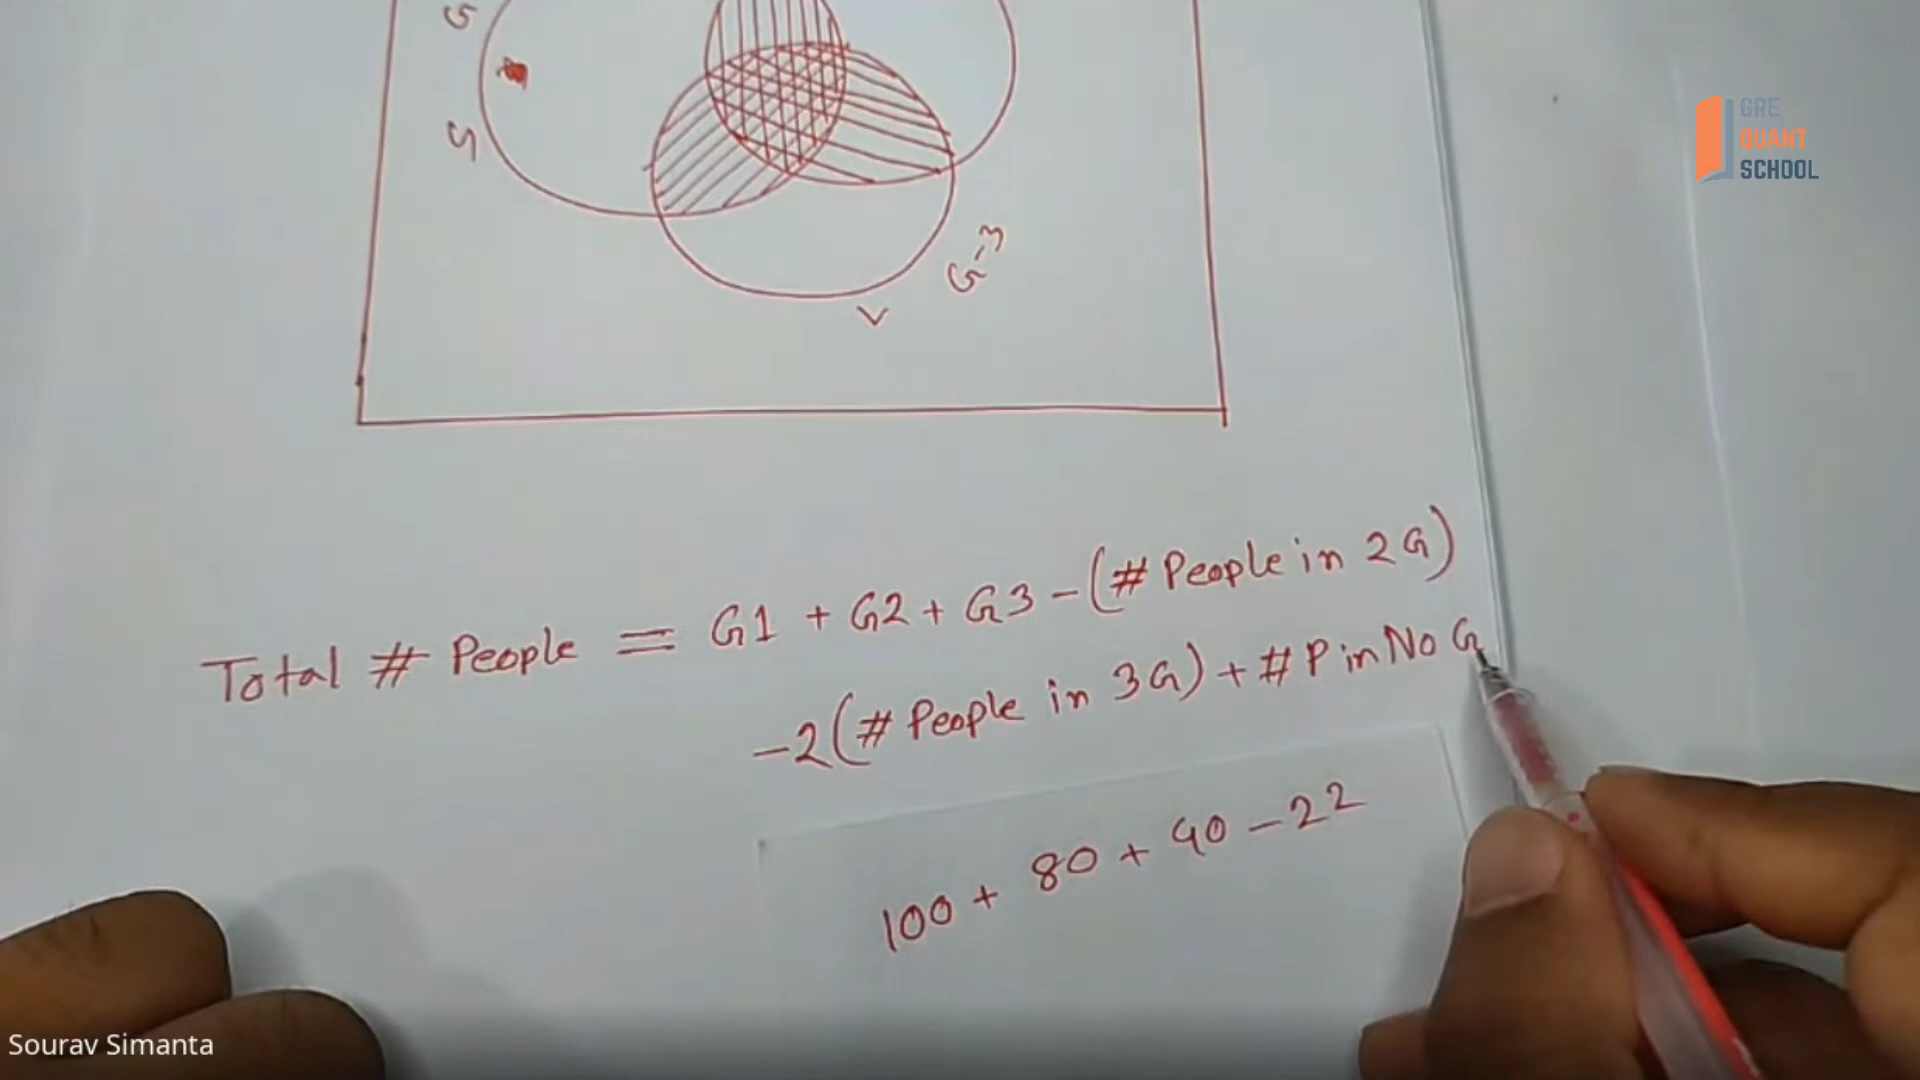 G
GRE
QUANT
SCHOOL
G
G-3
V
Total # People = G1 + G2 + G3 - (# People in 2G)
-2(# People in 3G) + # P in No G
100 + 80 + 90 - 22
Sourav Simanta